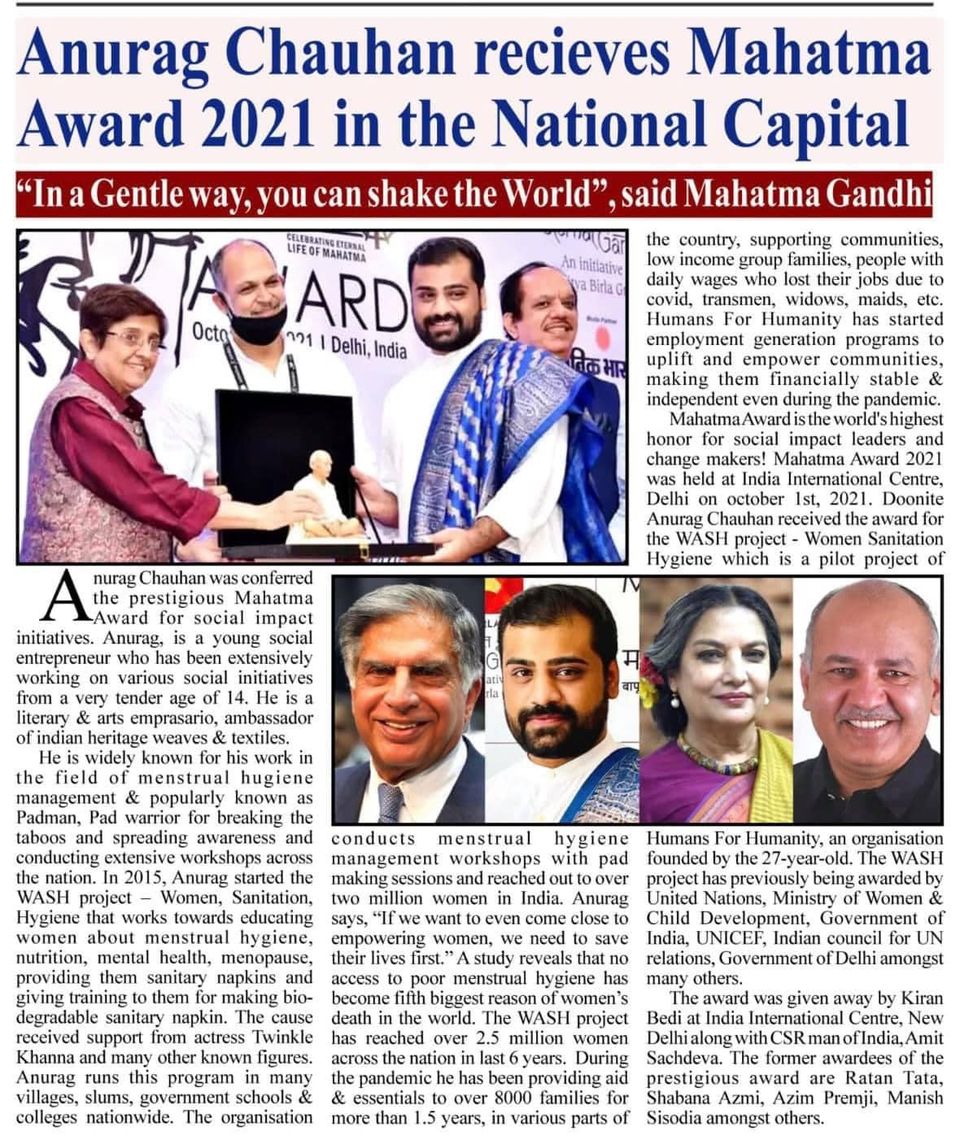 Anurag Chauhan recieves Mahatma
Award 2021 in the National Capital
“In a Gentle way, you can shake the World”, said Mahatma Gandhi
CELEBRATING ETERNAL
LIFE OF MAHATMA
AWARD
Octo 2021 I Delhi, India
An initiative
ya Birla G
Anurag Chauhan was conferred
the prestigious Mahatma
Award for social impact
initiatives. Anurag, is a young social
entrepreneur who has been extensively
working on various social initiatives
from a very tender age of 14. He is a
literary & arts emprasario, ambassador
of indian heritage weaves & textiles.
He is widely known for his work in
the field of menstrual hugiene
management & popularly known as
Padman, Pad warrior for breaking the
taboos and spreading awareness and
conducting extensive workshops across
the nation. In 2015, Anurag started the
WASH project – Women, Sanitation,
Hygiene that works towards educating
women about menstrual hygiene,
nutrition, mental health, menopause,
providing them sanitary napkins and
giving training to them for making bio-
degradable sanitary napkin. The cause
received support from actress Twinkle
Khanna and many other known figures.
Anurag runs this program in many
villages, slums, government schools &
colleges nationwide. The organisation
conducts menstrual hygiene
management workshops with pad
making sessions and reached out to over
two million women in India. Anurag
says, “If we want to even come close to
empowering women, we need to save
their lives first.” A study reveals that no
access to poor menstrual hygiene has
become fifth biggest reason of women’s
death in the world. The WASH project
has reached over 2.5 million women
across the nation in last 6 years. During
the pandemic he has been providing aid
& essentials to over 8000 families for
more than 1.5 years, in various parts of
the country, supporting communities,
low income group families, people with
daily wages who lost their jobs due to
covid, transmen, widows, maids, etc.
Humans For Humanity has started
employment generation programs to
uplift and empower communities,
making them financially stable &
independent even during the pandemic.
Mahatma Award is the world's highest
honor for social impact leaders and
change makers! Mahatma Award 2021
was held at India International Centre,
Delhi on october 1st, 2021. Doonite
Anurag Chauhan received the award for
the WASH project - Women Sanitation
Hygiene which is a pilot project of
Humans For Humanity, an organisation
founded by the 27-year-old. The WASH
project has previously being awarded by
United Nations, Ministry of Women &
Child Development, Government of
India, UNICEF, Indian council for UN
relations, Government of Delhi amongst
many others.
The award was given away by Kiran
Bedi at India International Centre, New
Delhi along with CSR man of India, Amit
Sachdeva. The former awardees of the
prestigious award are Ratan Tata,
Shabana Azmi, Azim Premji, Manish
Sisodia amongst others.